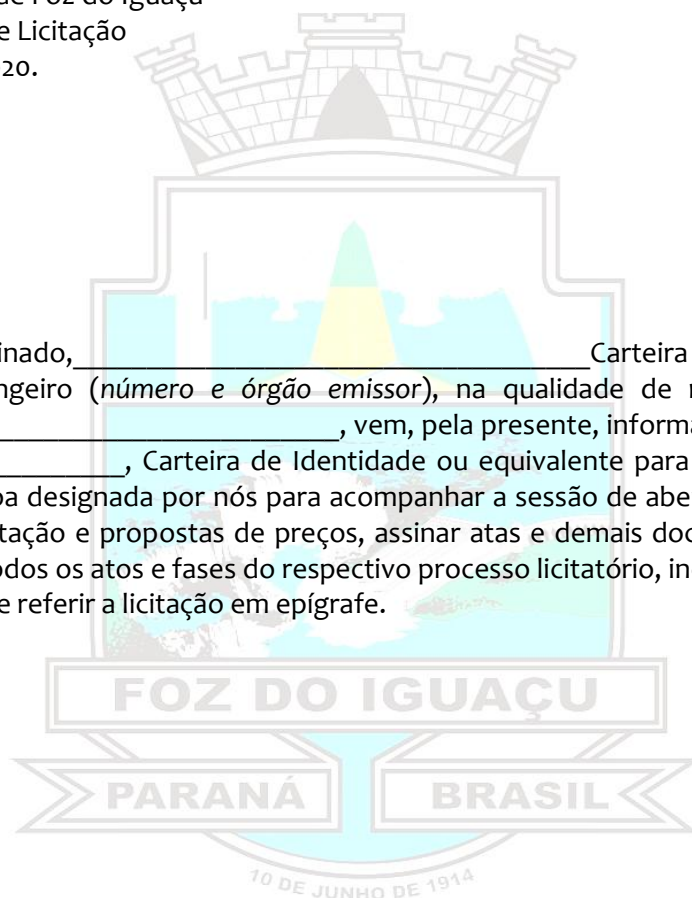 de Foz do Iguaçu
e Licitação
20.
inado,___________________________________Carteira
ngeiro (número e órgão emissor), na qualidade de
_______________________, vem, pela presente, informa
_________, Carteira de Identidade ou equivalente para
oa designada por nós para acompanhar a sessão de abe
tação e propostas de preços, assinar atas e demais doc
odos os atos e fases do respectivo processo licitatório, in
e referir a licitação em epígrafe.
FOZ DO IGUAÇU
PARANÁ BRASIL
10 DE JUNHO DE 1914